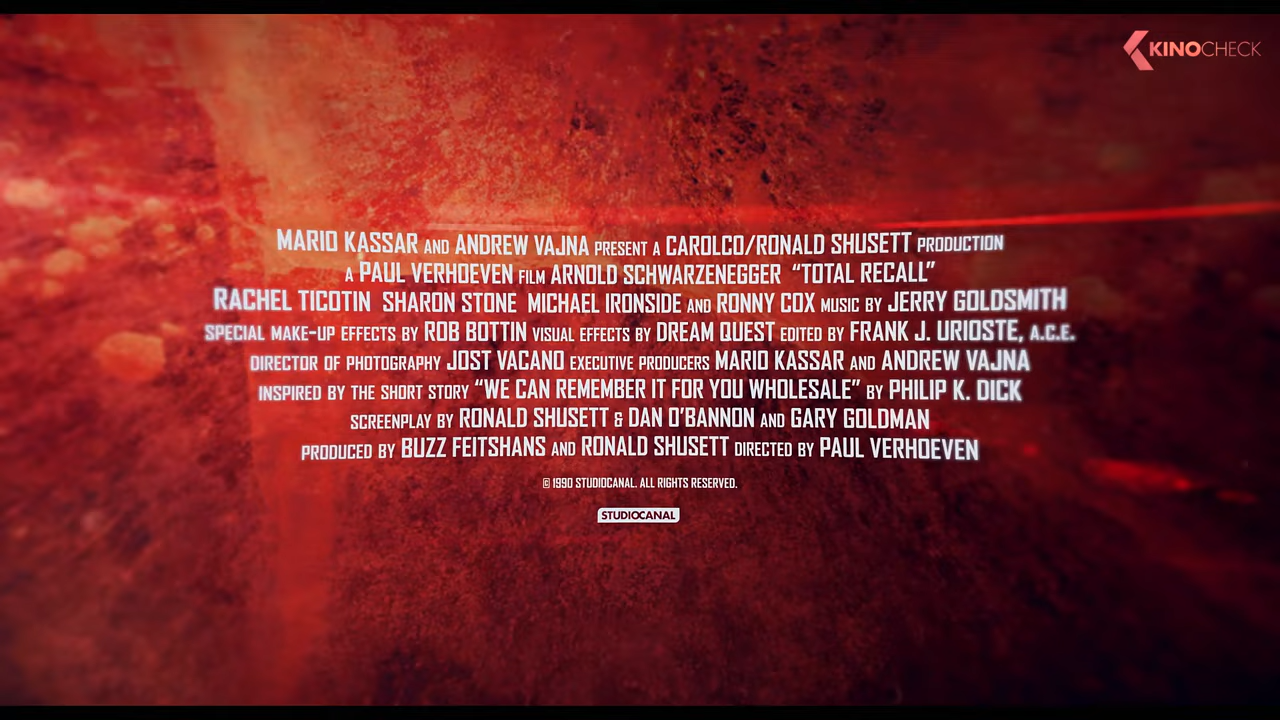 KINOCHECK
MARIO KASSAR AND ANDREW VAJNA PRESENT A CAROLCO/RONALD SHUSETT PRODUCTION
A PAUL VERHOEVEN FILM ARNOLD SCHWARZENEGGER “TOTAL RECALL”
RACHEL TICOTIN SHARON STONE MICHAEL IRONSIDE AND RONNY COX MUSIC BY JERRY GOLDSMITH
SPECIAL MAKE-UP EFFECTS BY ROB BOTTIN VISUAL EFFECTS BY DREAM QUEST EDITED BY FRANK J. URIOSTE, A.C.E.
DIRECTOR OF PHOTOGRAPHY JOST VACANO EXECUTIVE PRODUCERS MARIO KASSAR AND ANDREW VAJNA
INSPIRED BY THE SHORT STORY “WE CAN REMEMBER IT FOR YOU WHOLESALE” BY PHILIP K. DICK
SCREENPLAY BY RONALD SHUSETT & DAN O’BANNON AND GARY GOLDMAN
PRODUCED BY BUZZ FEITSHANS AND RONALD SHUSETT DIRECTED BY PAUL VERHOEVEN
© 1990 STUDIOCANAL. ALL RIGHTS RESERVED.
STUDIOCANAL